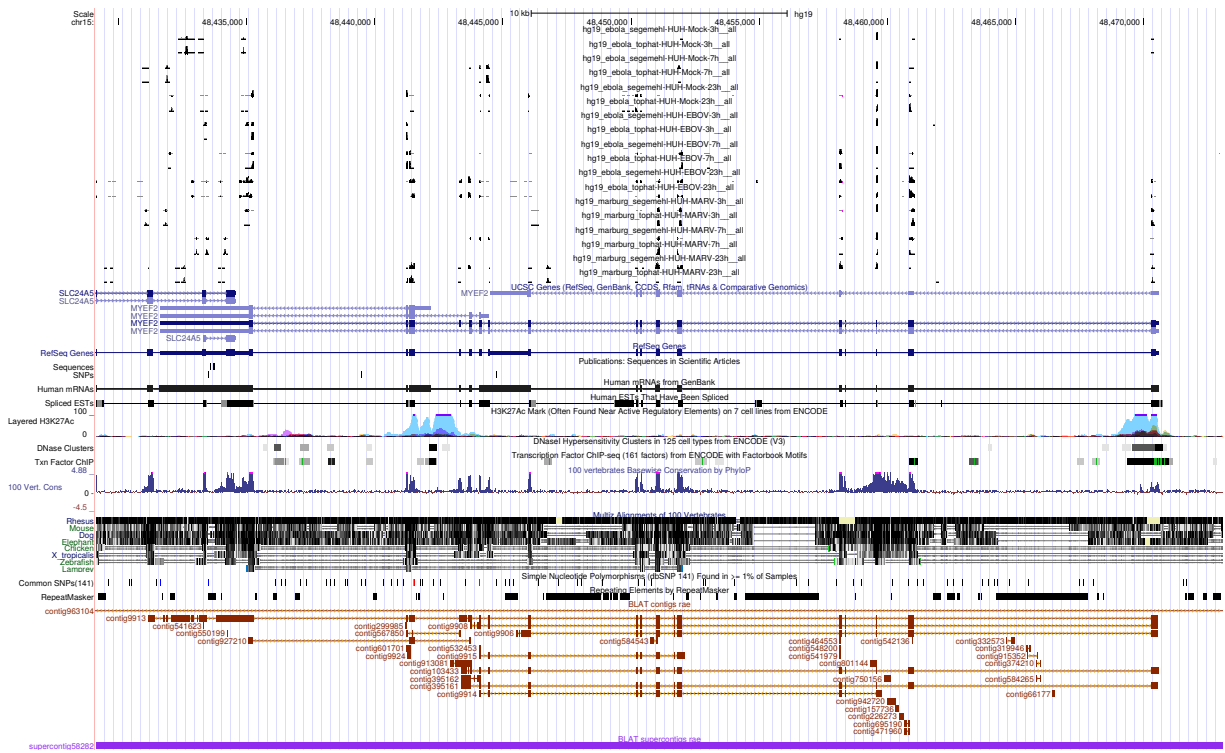 Scale 10 kb hg19
chr15: 48,435,000 48,440,000 48,445,000 48,450,000 48,455,000 48,460,000 48,465,000 48,470,000
hg19_ebola_segemehl-HUH-Mock-3h__all
hg19_ebola_tophat-HUH-Mock-3h__all
hg19_ebola_segemehl-HUH-Mock-7h__all
hg19_ebola_tophat-HUH-Mock-7h__all
hg19_ebola_segemehl-HUH-Mock-23h__all
hg19_ebola_tophat-HUH-Mock-23h__all
hg19_ebola_segemehl-HUH-EBOV-3h__all
hg19_ebola_tophat-HUH-EBOV-3h__all
hg19_ebola_segemehl-HUH-EBOV-7h__all
hg19_ebola_tophat-HUH-EBOV-7h__all
hg19_ebola_segemehl-HUH-EBOV-23h__all
hg19_ebola_tophat-HUH-EBOV-23h__all
hg19_marburg_segemehl-HUH-MARV-3h__all
hg19_marburg_tophat-HUH-MARV-3h__all
hg19_marburg_segemehl-HUH-MARV-7h__all
hg19_marburg_tophat-HUH-MARV-7h__all
hg19_marburg_segemehl-HUH-MARV-23h__all
hg19_marburg_tophat-HUH-MARV-23h__all
UCSC Genes (RefSeq, GenBank, CCDS, Rfam, tRNAs & Comparative Genomics)
SLC24A5 MYEF2
SLC24A5
MYEF2
MYEF2
MYEF2
MYEF2
SLC24A5
RefSeq Genes
RefSeq Genes
Publications: Sequences in Scientific Articles
Sequences
SNPs
Human mRNAs from GenBank
Human mRNAs
Human ESTs That Have Been Spliced
Spliced ESTs
H3K27Ac Mark (Often Found Near Active Regulatory Elements) on 7 cell lines from ENCODE
100
Layered H3K27Ac
0
DNaseI Hypersensitivity Clusters in 125 cell types from ENCODE (V3)
DNase Clusters
Transcription Factor ChIP-seq (161 factors) from ENCODE with Factorbook Motifs
Txn Factor ChIP
100 vertebrates Basewise Conservation by PhyloP
4.88
100 Vert. Cons
0
-4.5
Multiz Alignments of 100 Vertebrates
Rhesus
Mouse
Dog
Elephant
Chicken
X_tropicalis
Zebrafish
Lamprey
Simple Nucleotide Polymorphisms (dbSNP 141) Found in >= 1% of Samples
Common SNPs(141)
Repeating Elements by RepeatMasker
RepeatMasker
BLAT contigs rae
contig963104
contig9913 contig299985 contig9908
contig541623 contig567850 contig9906
contig550199
contig927210 contig584543 contig464553 contig542136 contig332573
contig601701 contig532453 contig548200 contig319946
contig9924 contig9915 contig541979 contig915352
contig913081 contig801144 contig374210
contig103433
contig395162 contig750156 contig584265
contig395161
contig9914 contig66177
contig942720
contig157736
contig226273
contig695190
contig471960
BLAT supercontigs rae
supercontig58282